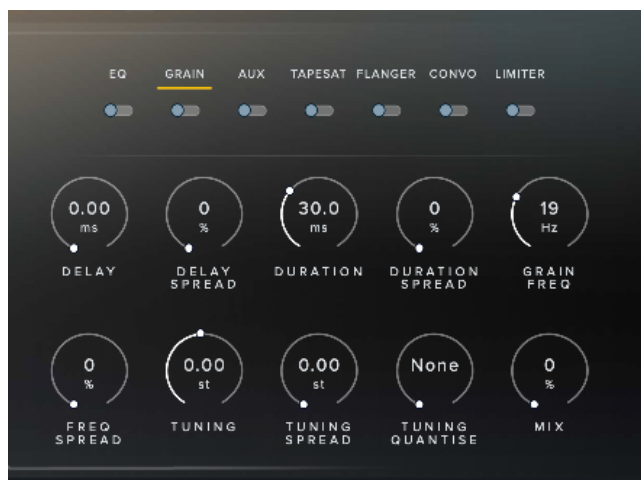 EQ GRAIN AUX TAPESAT FLANGER CONVO LIMITER
0.00 0 30.0 0 19
ms % ms % Hz
DELAY DELAY DURATION DURATION GRAIN
SPREAD SPREAD FREQ
0 0.00 0.00 None 0
% st st %
FREQ TUNING TUNING TUNING MIX
SPREAD SPREAD QUANTISE